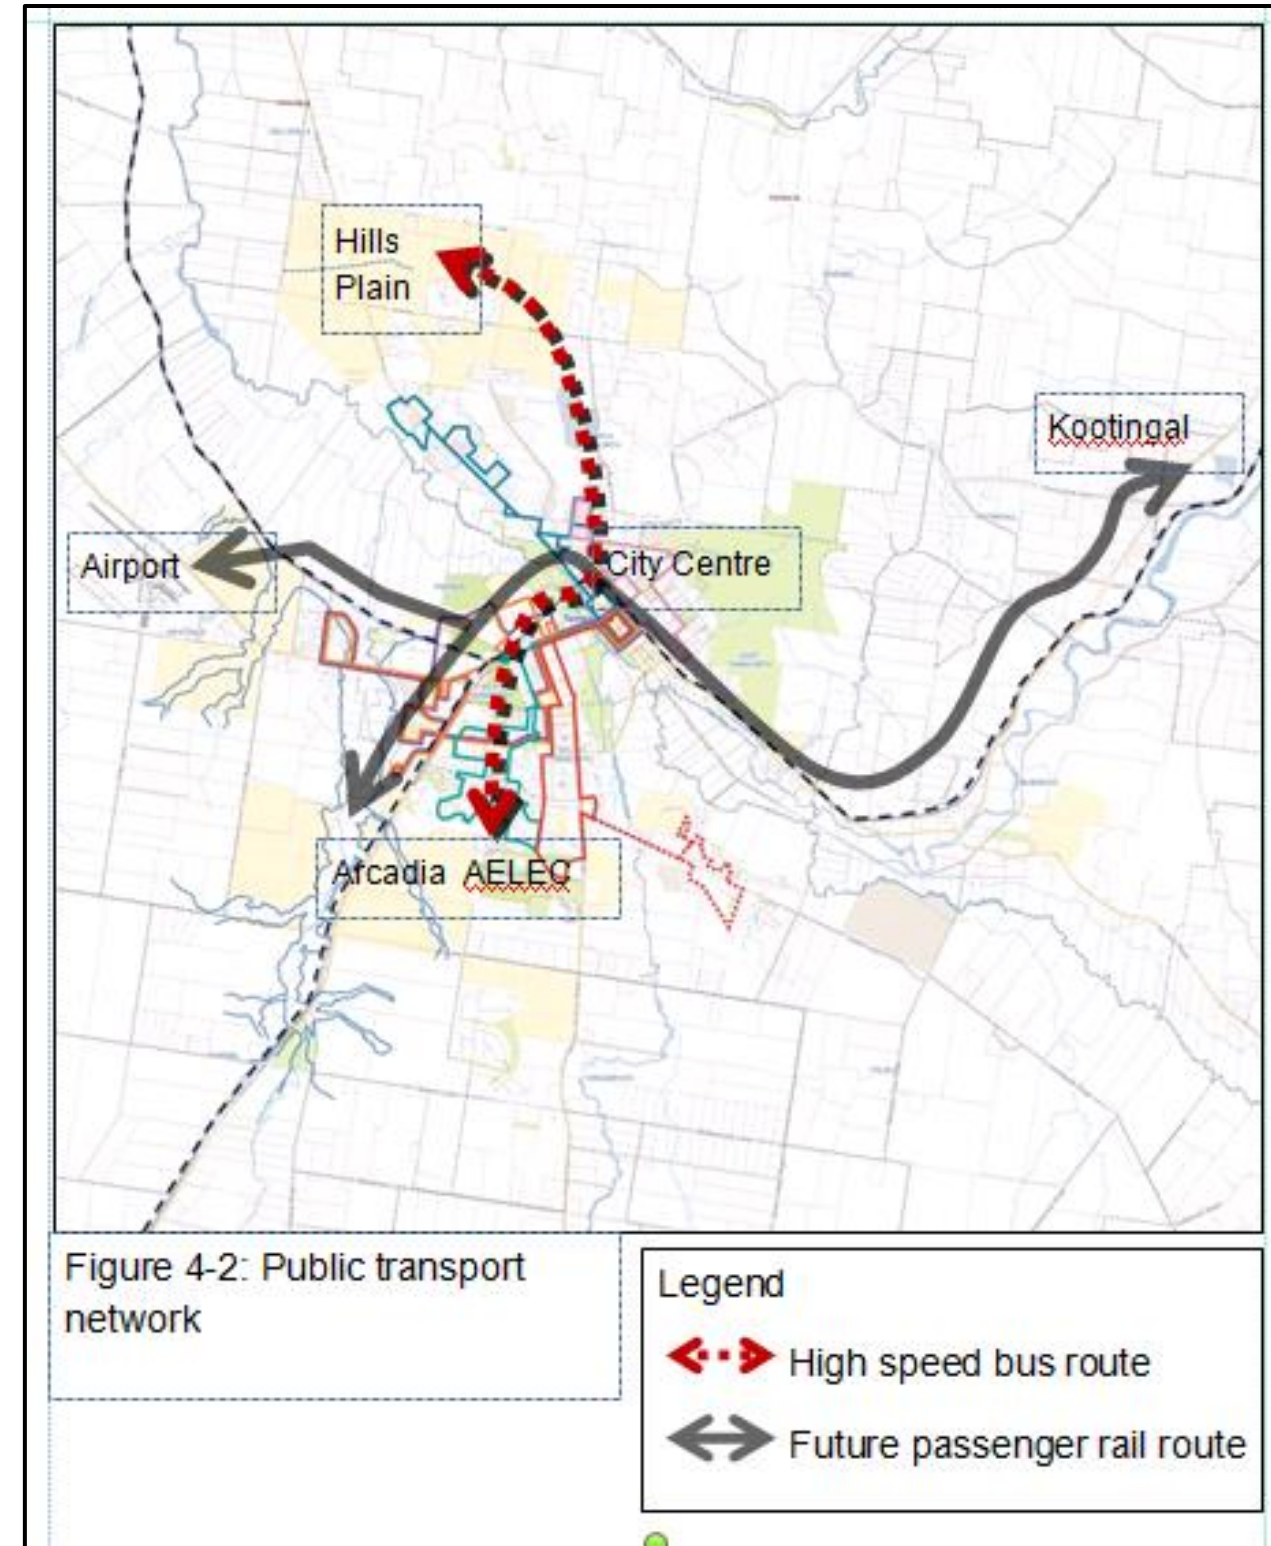 Hills
Plain
Kootingal
Airport
City Centre
Arcadia AELEC
Figure 4-2: Public transport
network
Legend
High speed bus route
Future passenger rail route